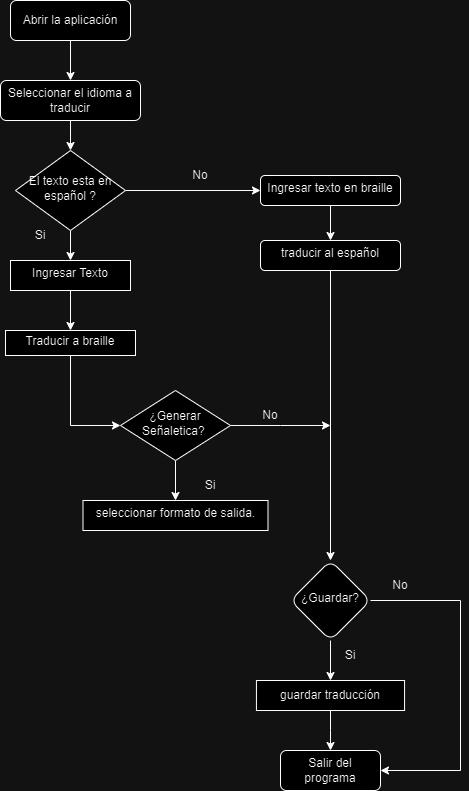 Abrir la aplicación
Seleccionar el idioma a
traducir
El texto esta en
español ?
No
Ingresar texto en braille
Si
traducir al español
Ingresar Texto
Traducir a braille
¿Generar
Señaletica?
No
Si
seleccionar formato de salida.
¿Guardar?
No
Si
guardar traducción
Salir del
programa